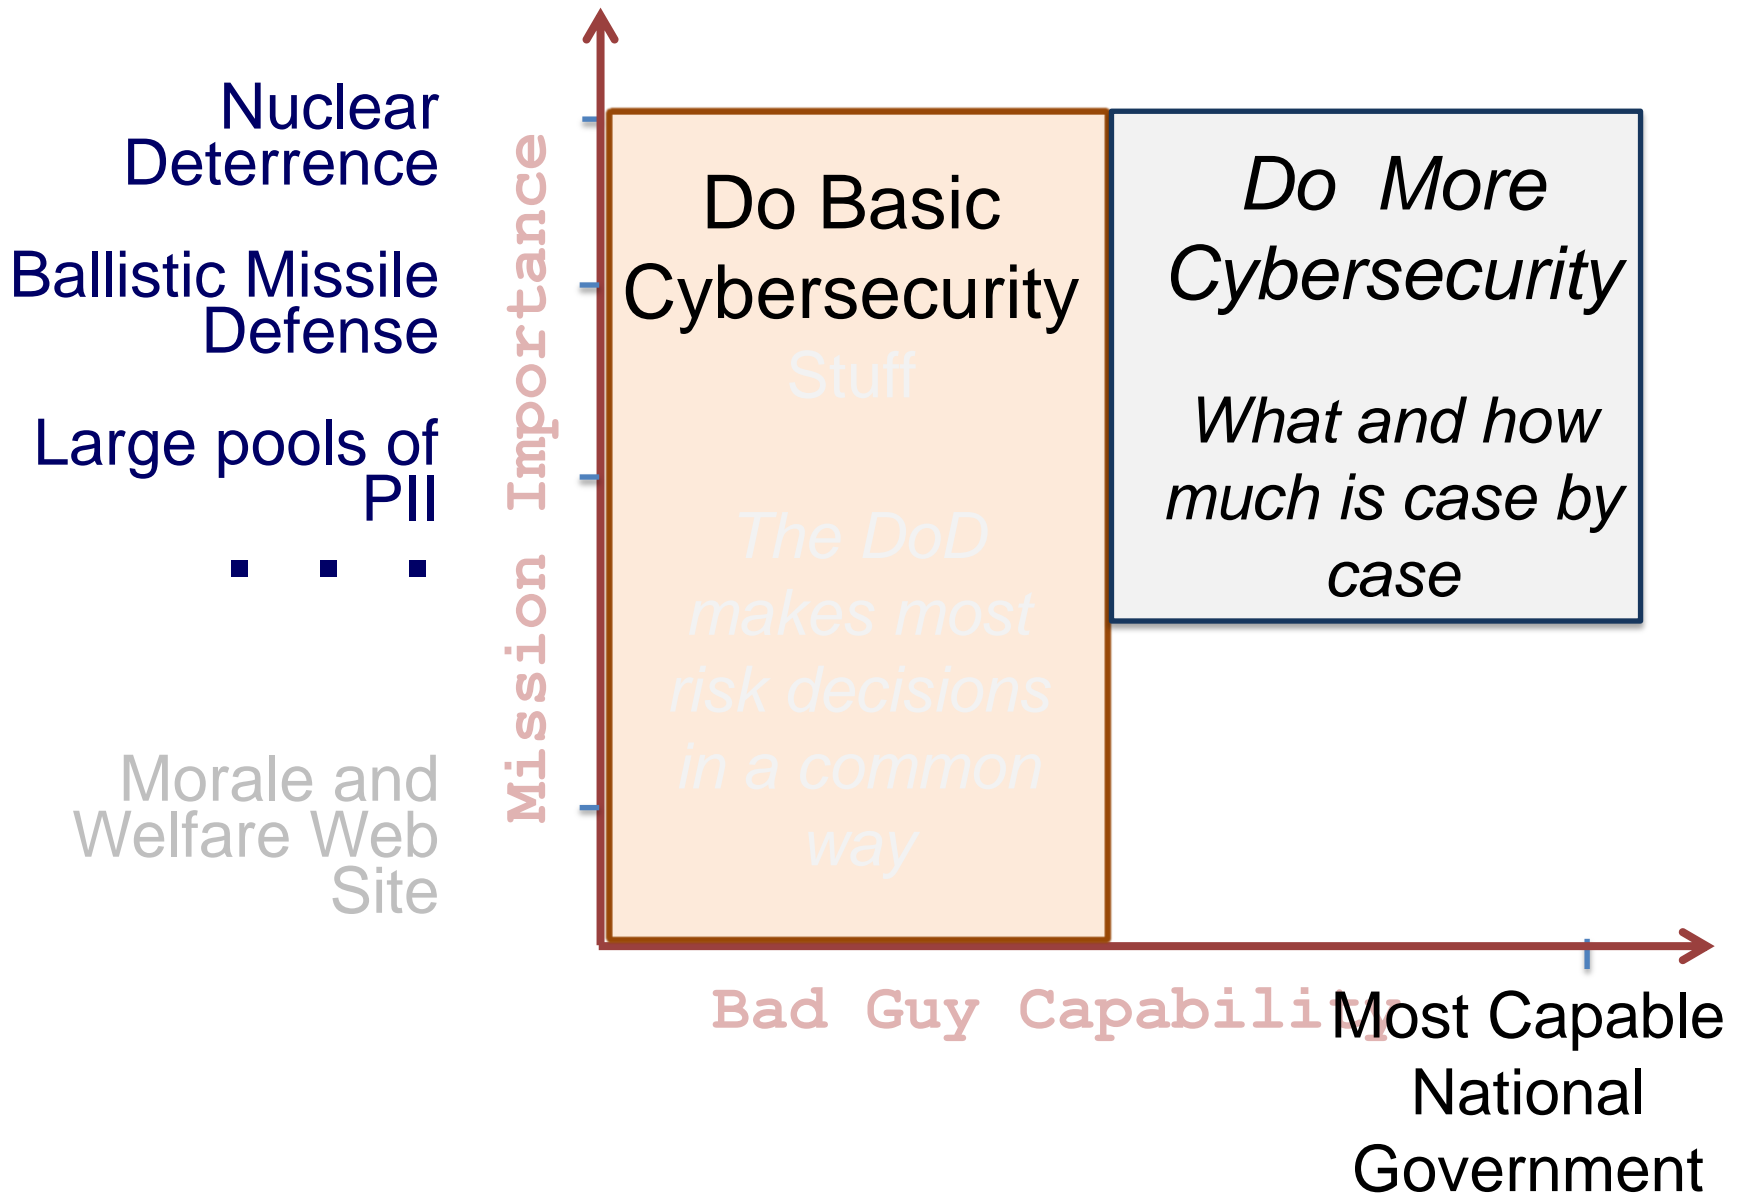 Nuclear
Deterrence
Ballistic Missile
Defense
Large pools of
PII
. . .
Morale and
Welfare Web
Site
Mission Importance
Do Basic
Cybersecurity
Stuff
The DoD
makes most
risk decisions
in a common
way
Do More
Cybersecurity
What and how
much is case by
case
Bad Guy Capability
Most Capable
National
Government